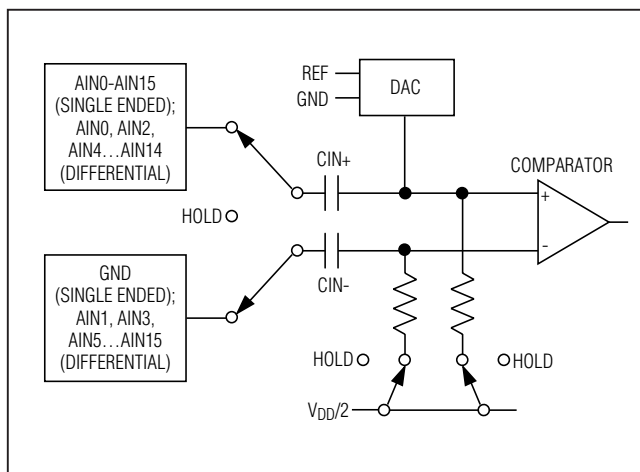 AIN0-AIN15
(SINGLE ENDED);
AIN0, AIN2,
AIN4…AIN14
(DIFFERENTIAL)
REF
GND
DAC
CIN+
COMPARATOR
+
-
HOLD
GND
(SINGLE ENDED);
AIN1, AIN3,
AIN5…AIN15
(DIFFERENTIAL)
CIN-
HOLD
HOLD
VDD/2